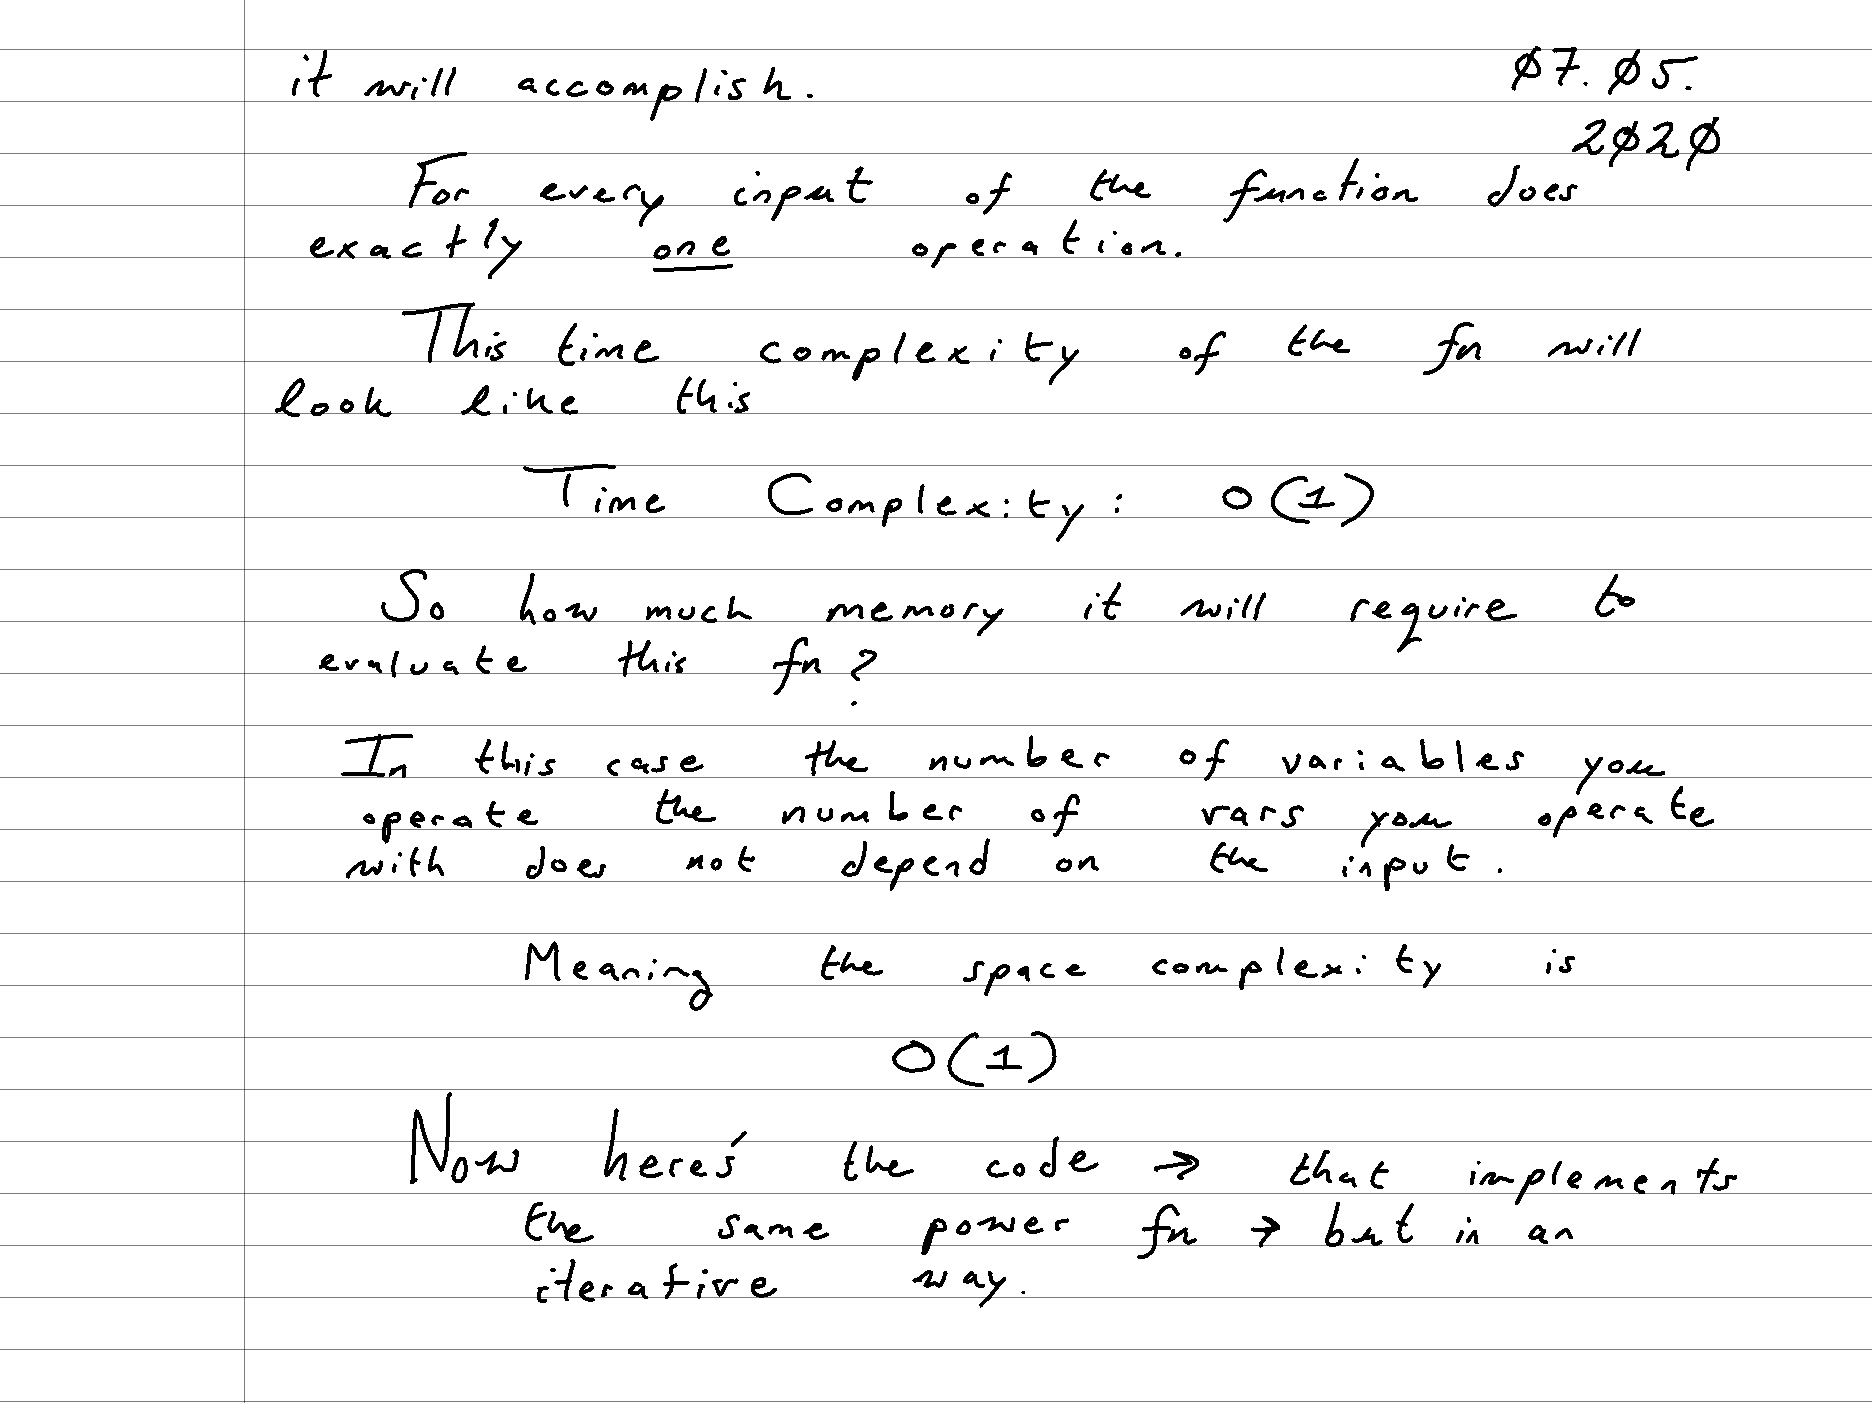 it will accomplish.
07.05.
2020
For every input of the function does
exactly one operation.
This time complexity of the fn will
look like this
Time Complexity: O(1)
So how much memory it will require to
evaluate this fn?
In this case the number of variables you
operate the number of vars you operate
with does not depend on the input.
Meaning the space complexity is
O(1)
Now here's the code → that implements
the same power fn → but in an
iterative way.